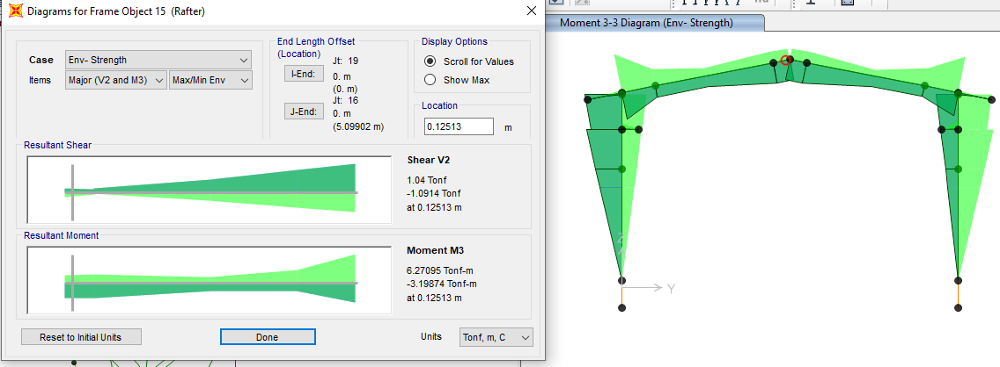 Diagrams for Frame Object 15 (Rafter)
Case
Env- Strength
Items
Major (V2 and M3)
Max/Min Env
End Length Offset
(Location)
I-End:
Jt: 19
0. m
(0. m)
J-End:
Jt: 16
0. m
(5.09902 m)
Display Options
Scroll for Values
Show Max
Location
0.12513
m
Resultant Shear
Shear V2
1.04 Tonf
-1.0914 Tonf
at 0.12513 m
Resultant Moment
Moment M3
6.27095 Tonf-m
-3.19874 Tonf-m
at 0.12513 m
Reset to Initial Units
Done
Units
Tonf, m, C
Moment 3-3 Diagram (Env- Strength)
Z
Y